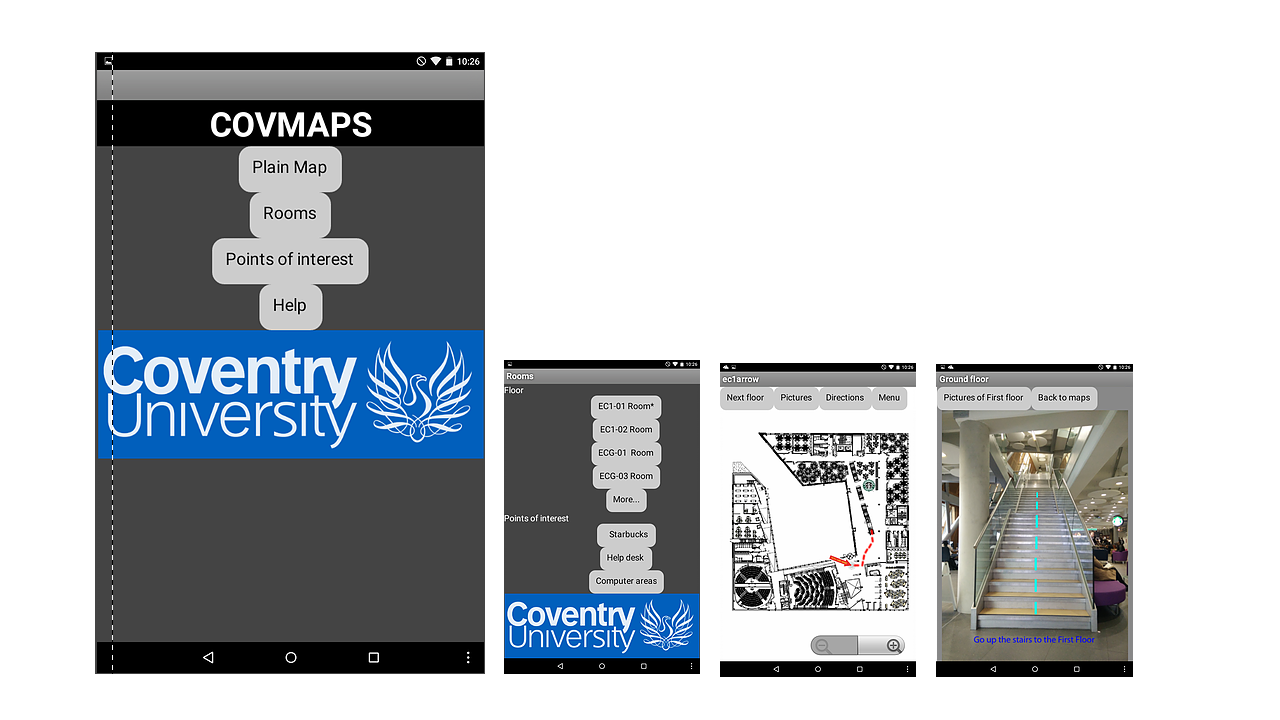 10:26
COVMAPS
Plain Map
Rooms
Points of interest
Help
Coventry
University
10:26
Rooms
Floor
EC1-01 Room*
EC1-02 Room
ECG-01 Room
ECG-03 Room
More...
Points of interest
Starbucks
Help desk
Computer areas
Coventry
University
10:26
ec1arrow
Next floor Pictures Directions Menu
10:26
Ground floor
Pictures of First floor Back to maps
Go up the stairs to the First Floor